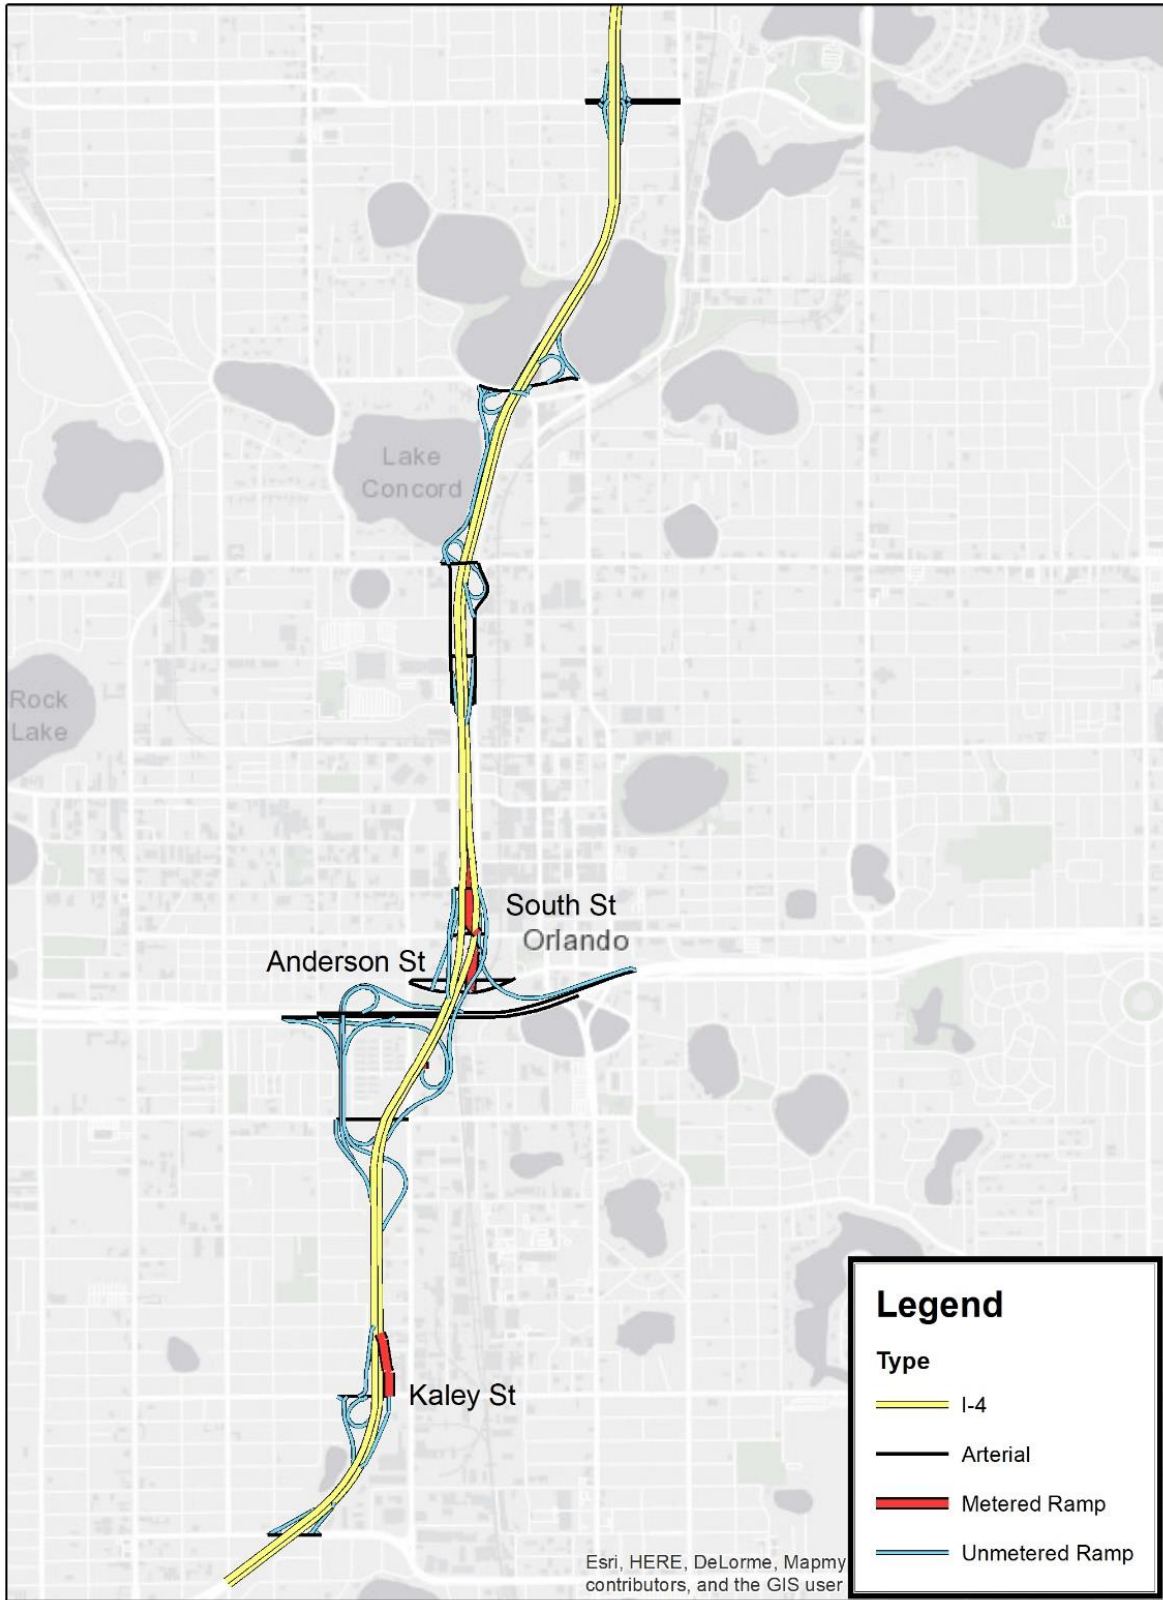 Lake
Concord
Rock
Lake
South St
Orlando
Anderson St
Kaley St
Legend
Type
I-4
Arterial
Metered Ramp
Unmetered Ramp
Esri, HERE, DeLorme, Mapmy
contributors, and the GIS user